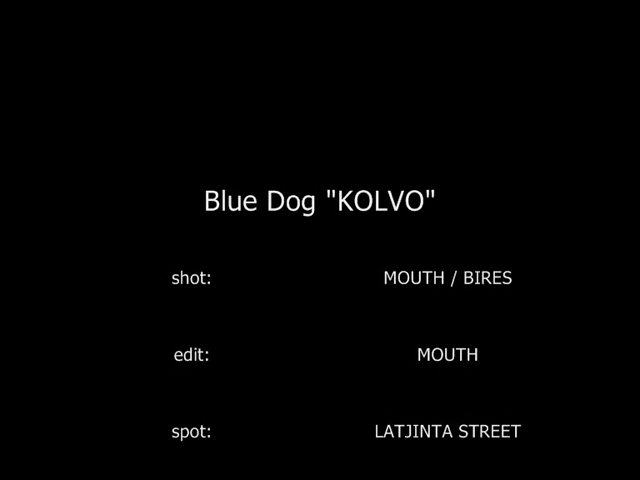 Blue Dog "KOLVO"
shot: MOUTH / BIRES
edit: MOUTH
spot: LATJINTA STREET